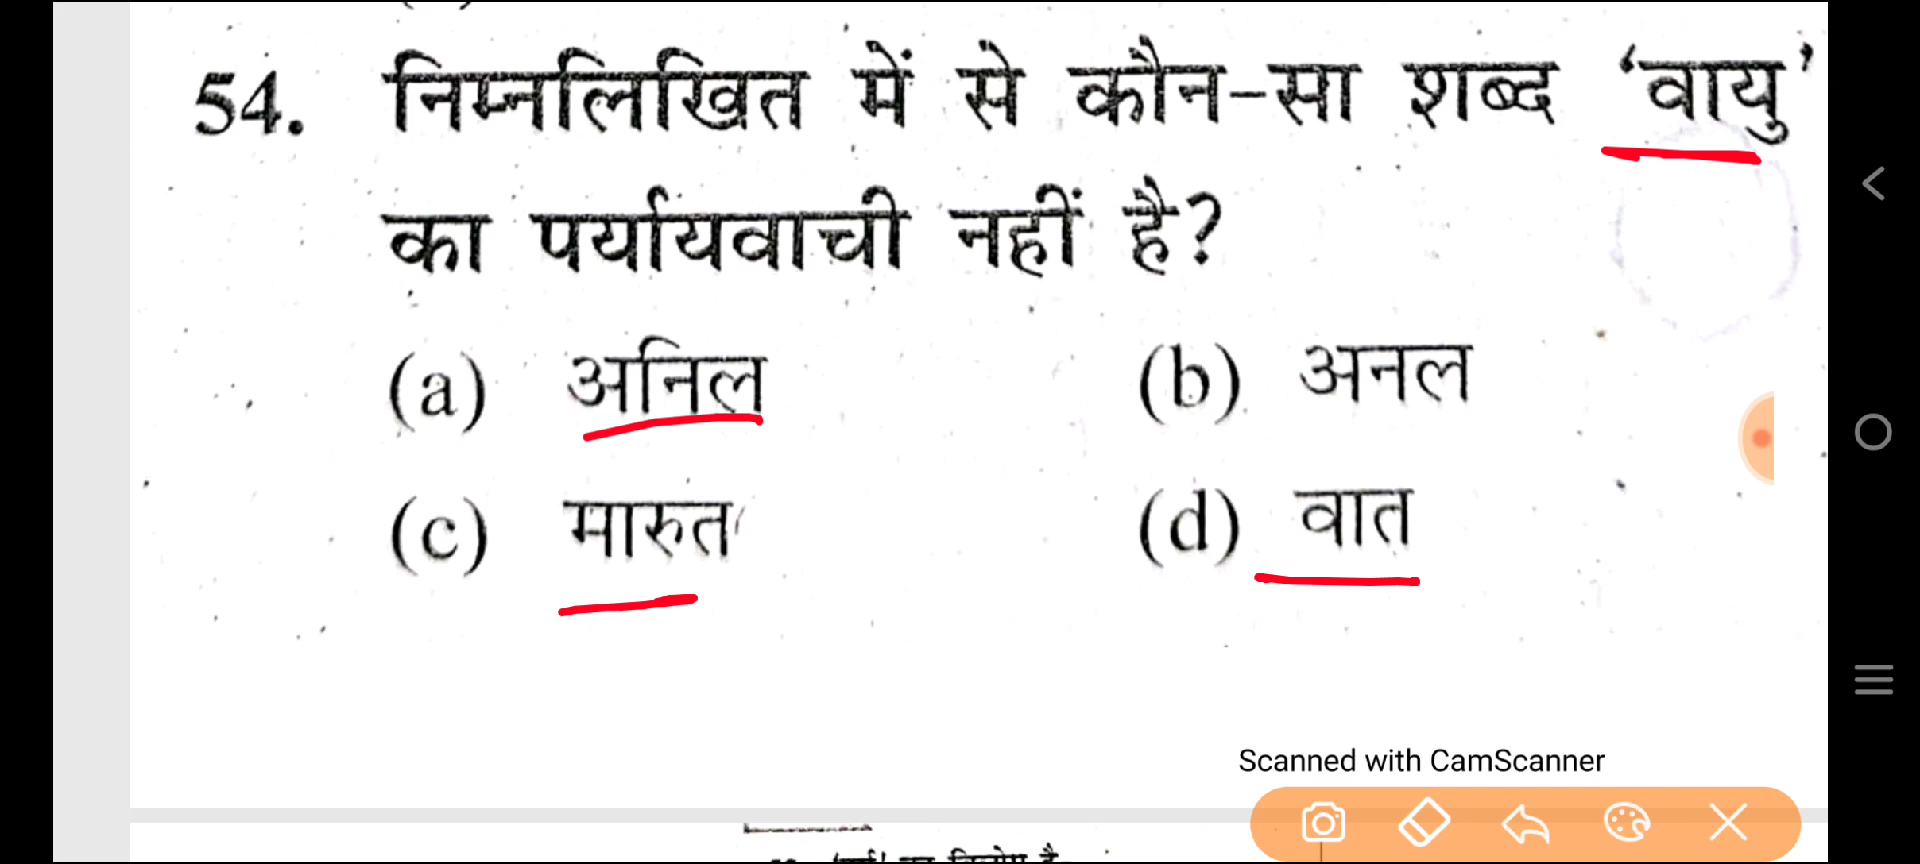 54. निम्नलिखित में से कौन-सा शब्द 'वायु'
का पर्यायवाची नहीं है?
(a) अनिल (b) अनल
(c) मारुत (d) वात
Scanned with CamScanner